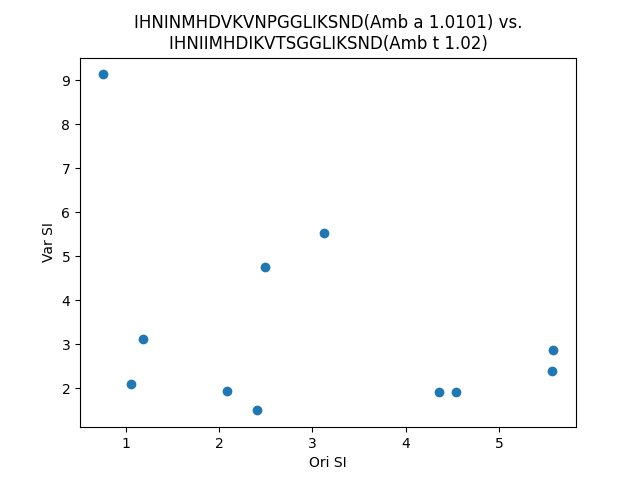 IHNINMHDVKVNPGGLIKSND(Amb a 1.0101) vs.
IHNIIMHDIKVTSGGLIKSND(Amb t 1.02)
9
8
7
6
5
4
3
2
Var SI
1 2 3 4 5
Ori SI